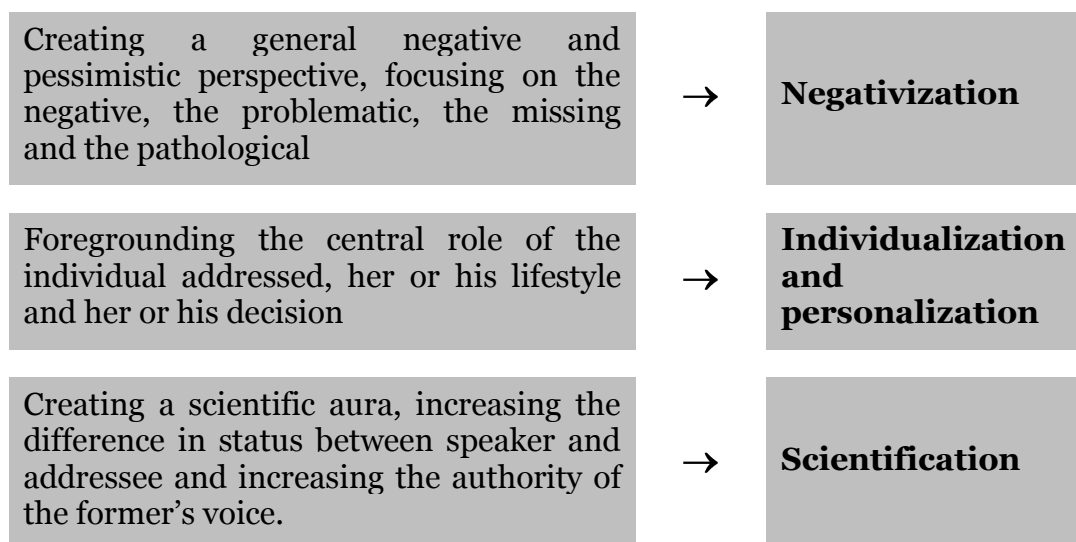 Creating a general negative and
pessimistic perspective, focusing on the
negative, the problematic, the missing
and the pathological
→
Negativization
Foregrounding the central role of the
individual addressed, her or his lifestyle
and her or his decision
→
Individualization
and
personalization
Creating a scientific aura, increasing the
difference in status between speaker and
addressee and increasing the authority of
the former’s voice.
→
Scientification